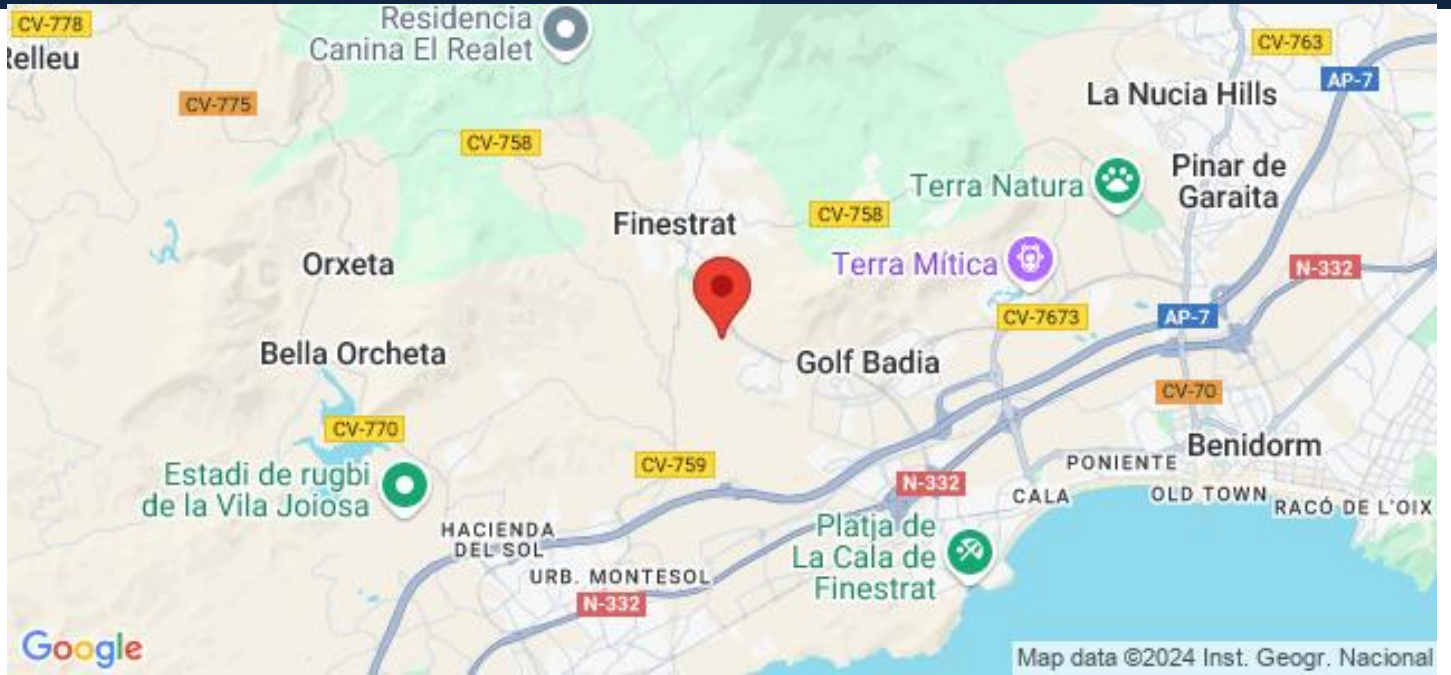 CV-778
Residencia
Canina El Realet
CV-763
Relleu
AP-7
La Nucia Hills
CV-775
CV-758
Pinar de
Garaita
Terra Natura
CV-758
Finestrat
Orxeta
Terra Mítica
N-332
CV-7673
AP-7
Bella Orcheta
Golf Badia
CV-70
CV-770
Benidorm
CV-759
PONIENTE
Estadi de rugbi
de la Vila Joiosa
N-332
CALA
OLD TOWN
RACÓ DE L'OIX
HACIENDA
DEL SOL
Platja de
La Cala de
Finestrat
URB. MONTESOL
N-332
Google
Map data ©2024 Inst. Geogr. Nacional